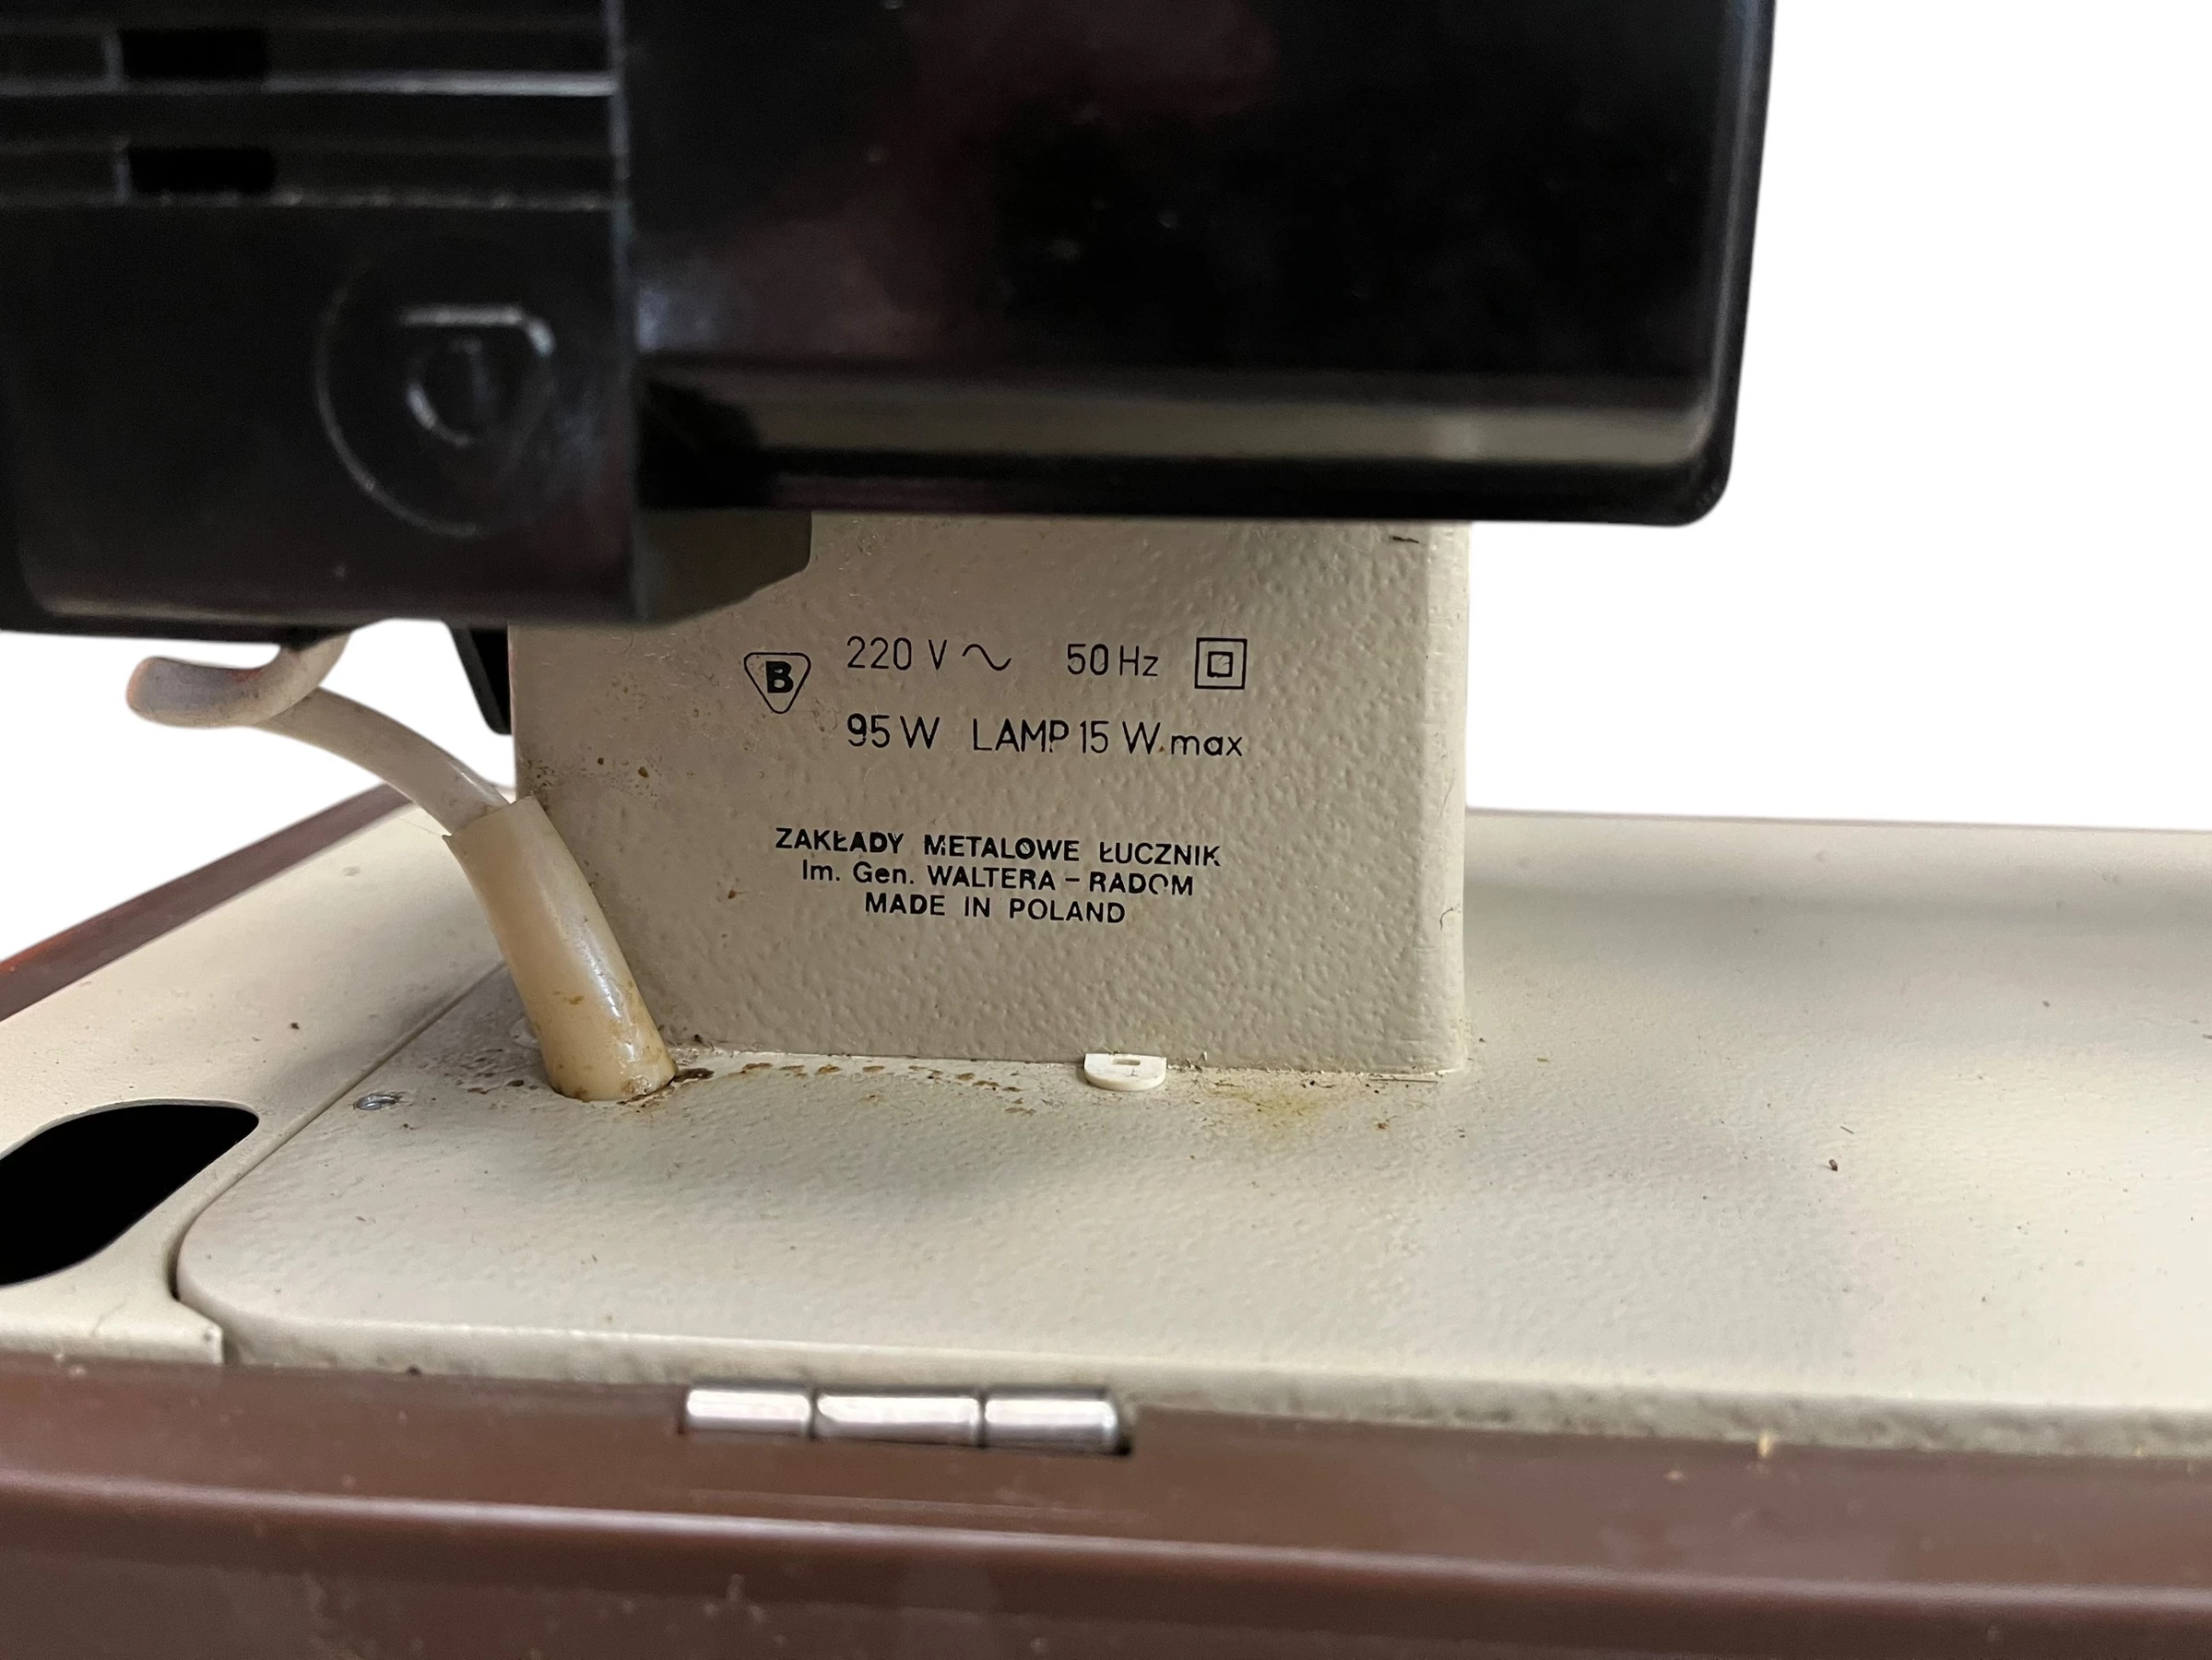 B 220 V ~ 50 Hz
95 W LAMP 15 W. max
ZAKŁADY METALOWE ŁUCZNIK
Im. Gen. WALTERA – RADOM
MADE IN POLAND